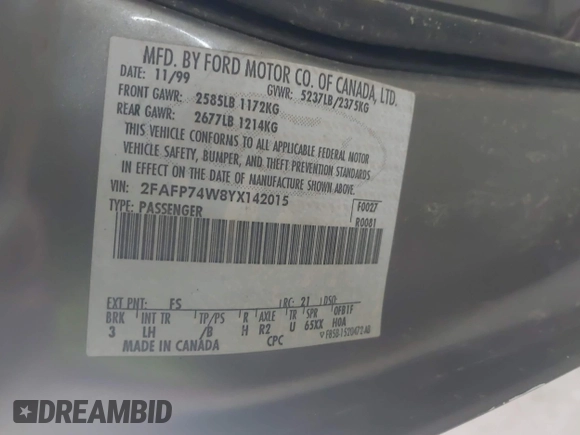 MFD. BY FORD MOTOR CO. OF CANADA, LTD.
DATE: 11/99 GVWR: 5237LB/2375KG
FRONT GAWR: 2585LB 1172KG
REAR GAWR: 2677LB 1214KG
THIS VEHICLE CONFORMS TO ALL APPLICABLE FEDERAL MOTOR
VEHICLE SAFETY, BUMPER, AND THEFT PREVENTION STANDARDS
IN EFFECT ON THE DATE OF MANUFACTURE SHOWN ABOVE.
VIN: 2FAFP74W8YX142015
TYPE: PASSENGER
F0027
R0081
EXT PNT: FS RC: 21 DSO:
BRK INT TR TP/PS R AXLE TR SPR 0FB1F
3 LH /B H R2 U 65XX H0A
MADE IN CANADA CPC
DREAMBID